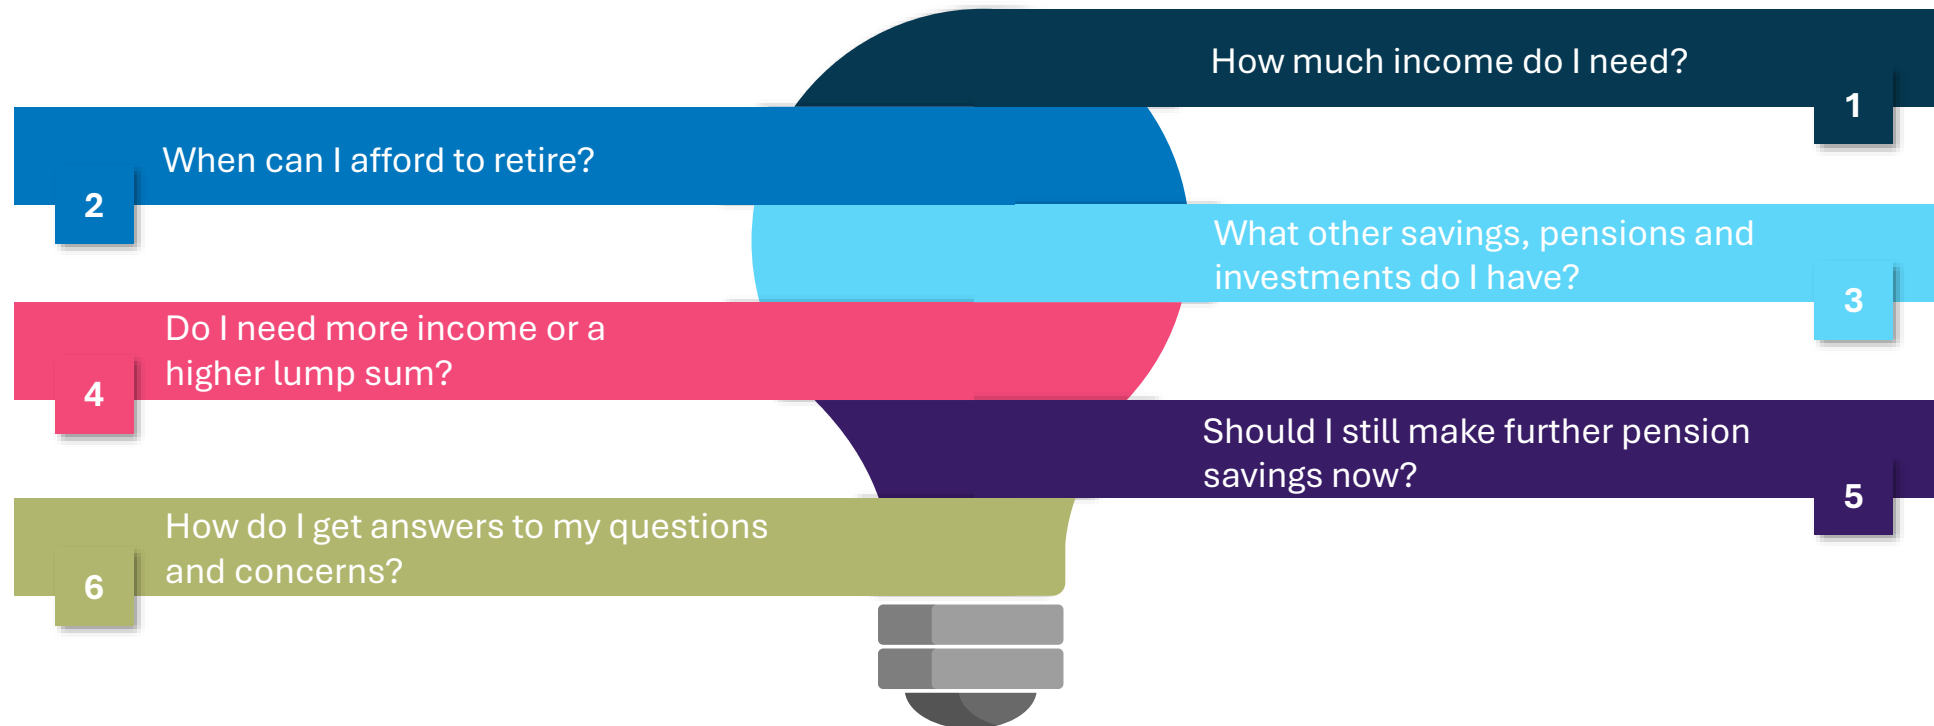 How much income do I need?
1
When can I afford to retire?
2
What other savings, pensions and
investments do I have?
3
Do I need more income or a
higher lump sum?
4
Should I still make further pension
savings now?
5
How do I get answers to my questions
and concerns?
6